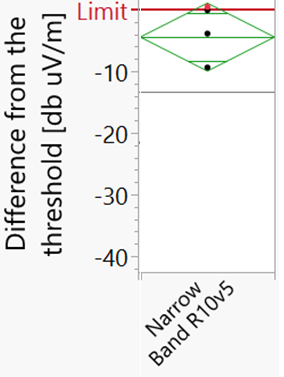 Difference from the
threshold [db uV/m]
Limit
-10
-20
-30
-40
Narrow
Band R10v5